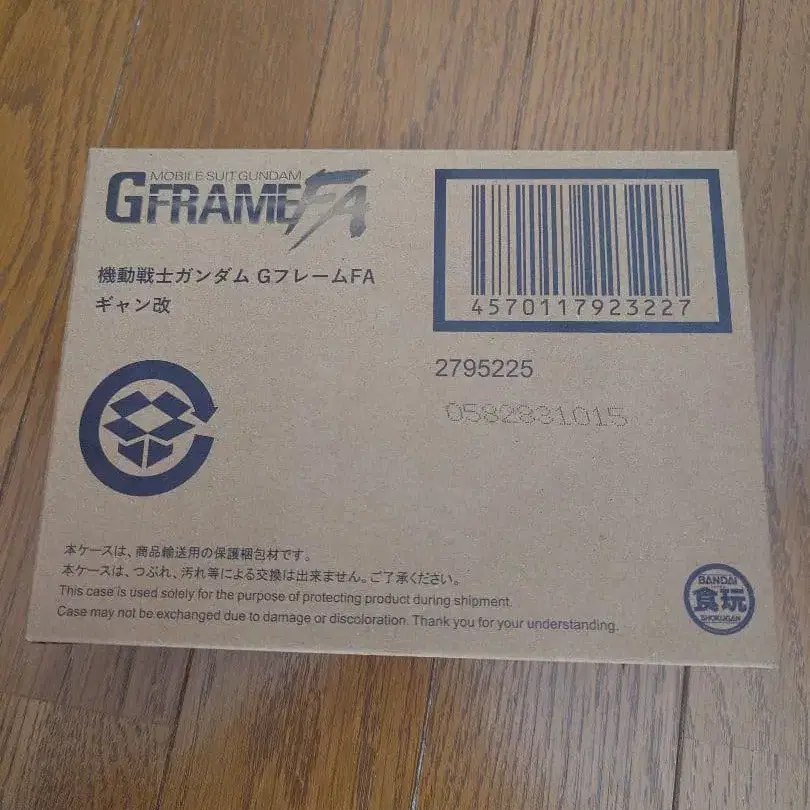 MOBILE SUIT GUNDAM
GFRAMEFA
機動戦士ガンダム GフレームFA
ギャン改
4570117923227
2795225
0582831015
本ケースは、商品輸送用の保護梱包材です。
本ケースは、つぶれ、汚れ等による交換は出来ません。ご了承ください。
This case is used solely for the purpose of protecting product during shipment.
Case may not be exchanged due to damage or discoloration. Thank you for your understanding.
BANDAI
食玩
SHOKUGAN